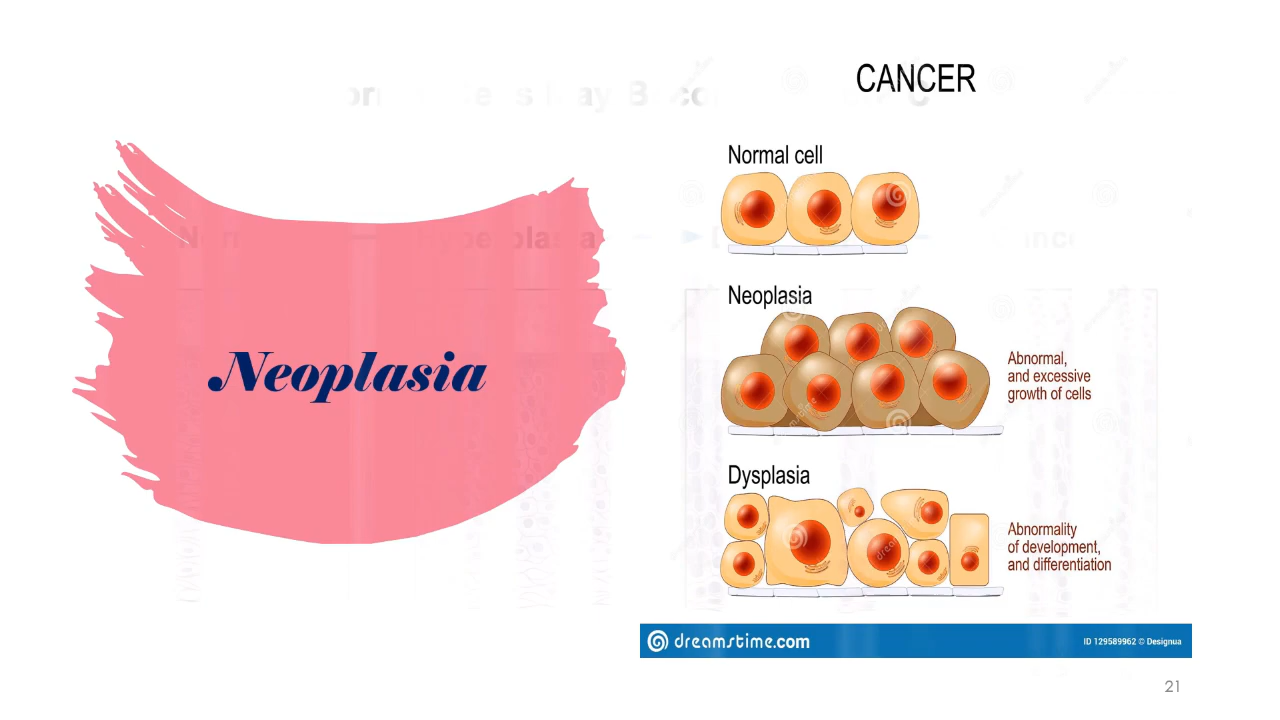 CANCER
Normal cell
Neoplasia
Neoplasia
Abnormal,
and excessive
growth of cells
Dysplasia
Abnormality
of development,
and differentiation
dreamstime.com
ID 129589962 © Designua
21